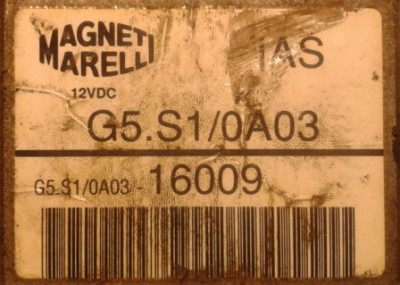 MAGNETI
MARELLI
iAS
12VDC
G5.S1/0A03
G5.S1/0A03 - 16009